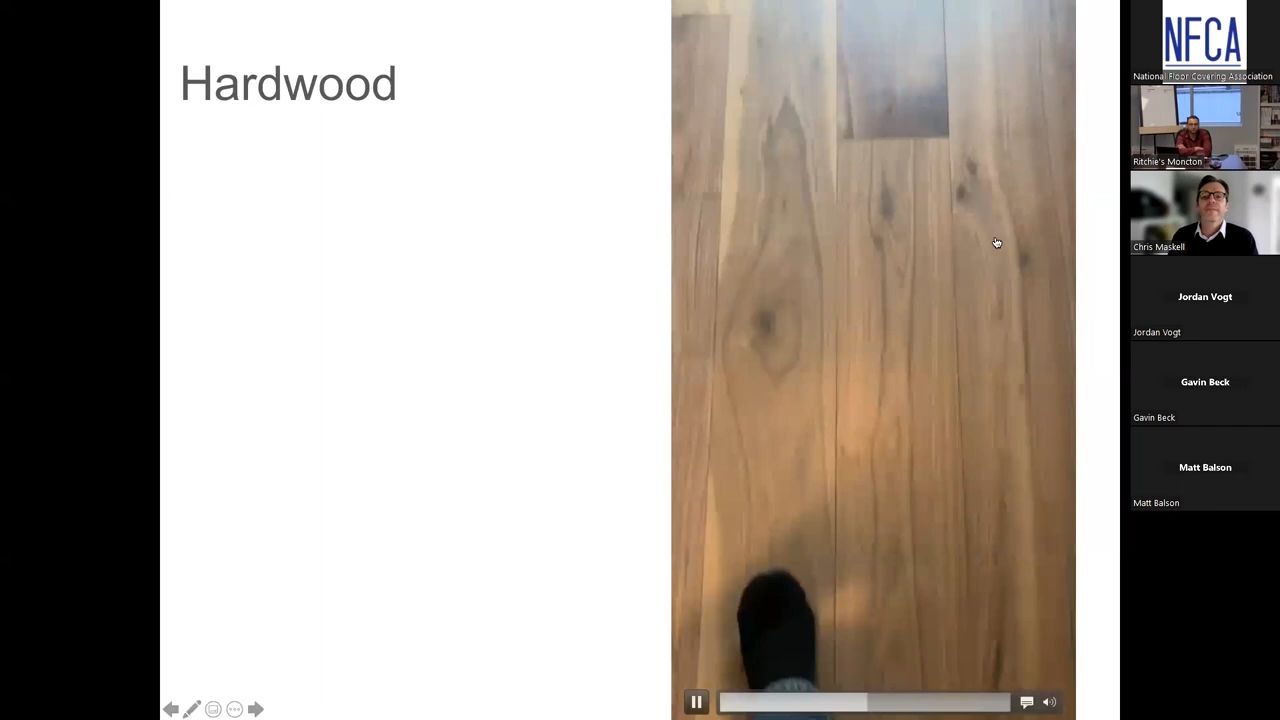 Hardwood
NFCA
National Floor Covering Association
Ritchie's Moncton
Chris Maskell
Jordan Vogt
Jordan Vogt
Gavin Beck
Gavin Beck
Matt Balson
Matt Balson